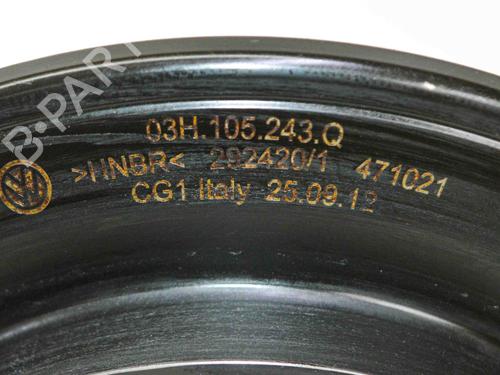 B-PARTS
03H.105.243.Q
>HNBR< 292420/1 471021
CG1 Italy 25.09.12